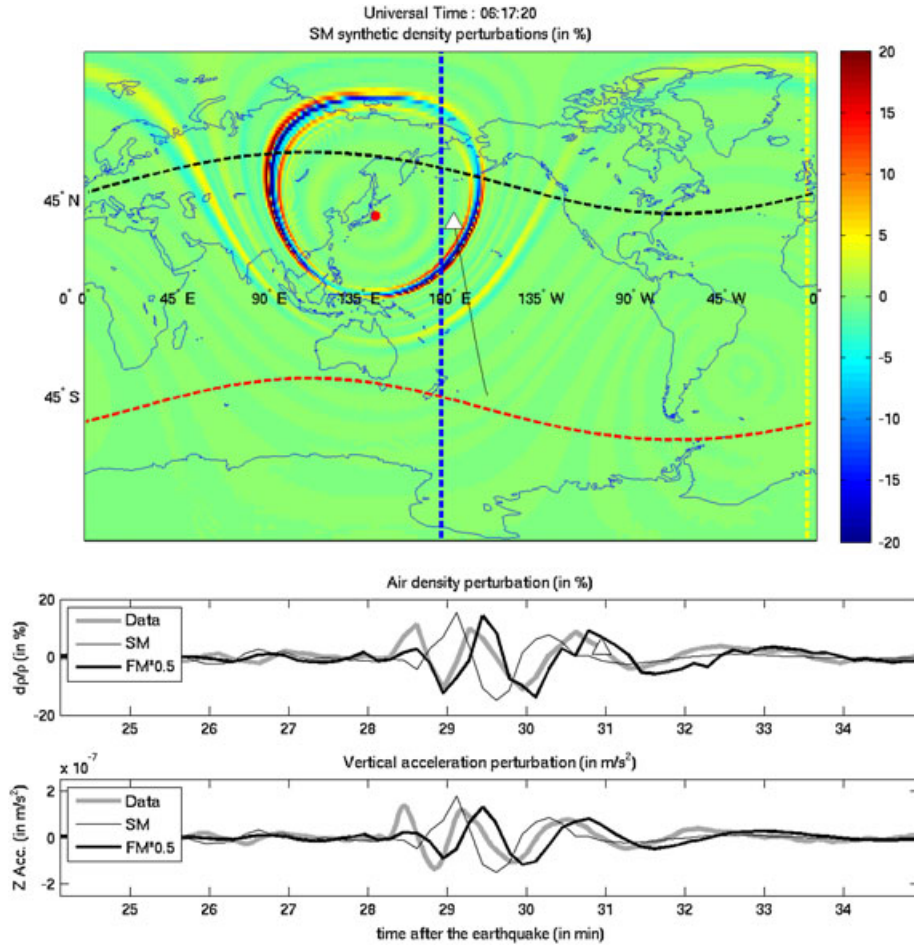 Universal Time : 06:17:20
SM synthetic density perturbations (in %)
45° N
0° 0° 45° E 90° E 135° E 180° E 135° W 90° W 45° W 0°
45° S
20
15
10
5
0
-5
-10
-15
-20
Air density perturbation (in %)
dρ/ρ (in %)
20
0
-20
Data
SM
FM*0.5
25 26 27 28 29 30 31 32 33 34
x 10⁻⁷
Vertical acceleration perturbation (in m/s²)
Z Acc. (in m/s²)
2
0
-2
Data
SM
FM*0.5
25 26 27 28 29 30 31 32 33 34
time after the earthquake (in min)